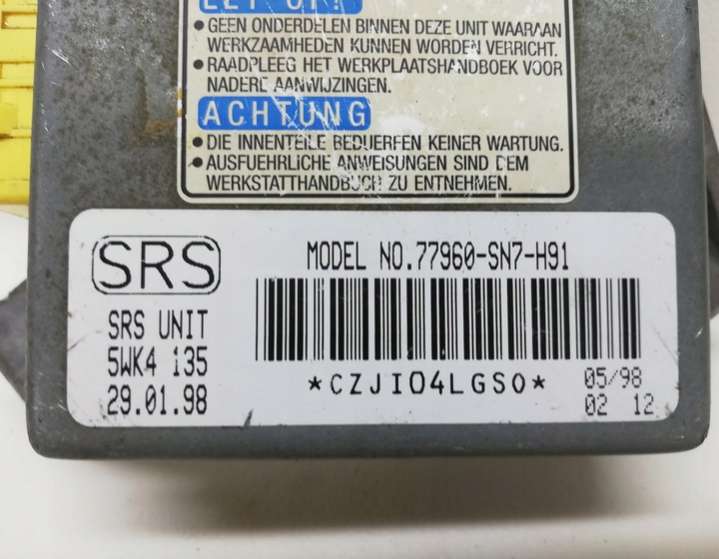 LET OP!
• GEEN ONDERDELEN BINNEN DEZE UNIT WAARAAN
WERKZAAMHEDEN KUNNEN WORDEN VERRICHT.
• RAADPLEEG HET WERKPLAATSHANDBOEK VOOR
NADERE AANWIJZINGEN.
ACHTUNG
• DIE INNENTEILE BEDUERFEN KEINER WARTUNG.
• AUSFUEHRLICHE ANWEISUNGEN SIND DEM
WERKSTATTHANDBUCH ZU ENTNEHMEN.
SRS
MODEL NO.77960-SN7-H91
SRS UNIT
5WK4 135
29.01.98
*CZJI04LGS0*
05/98
02 12